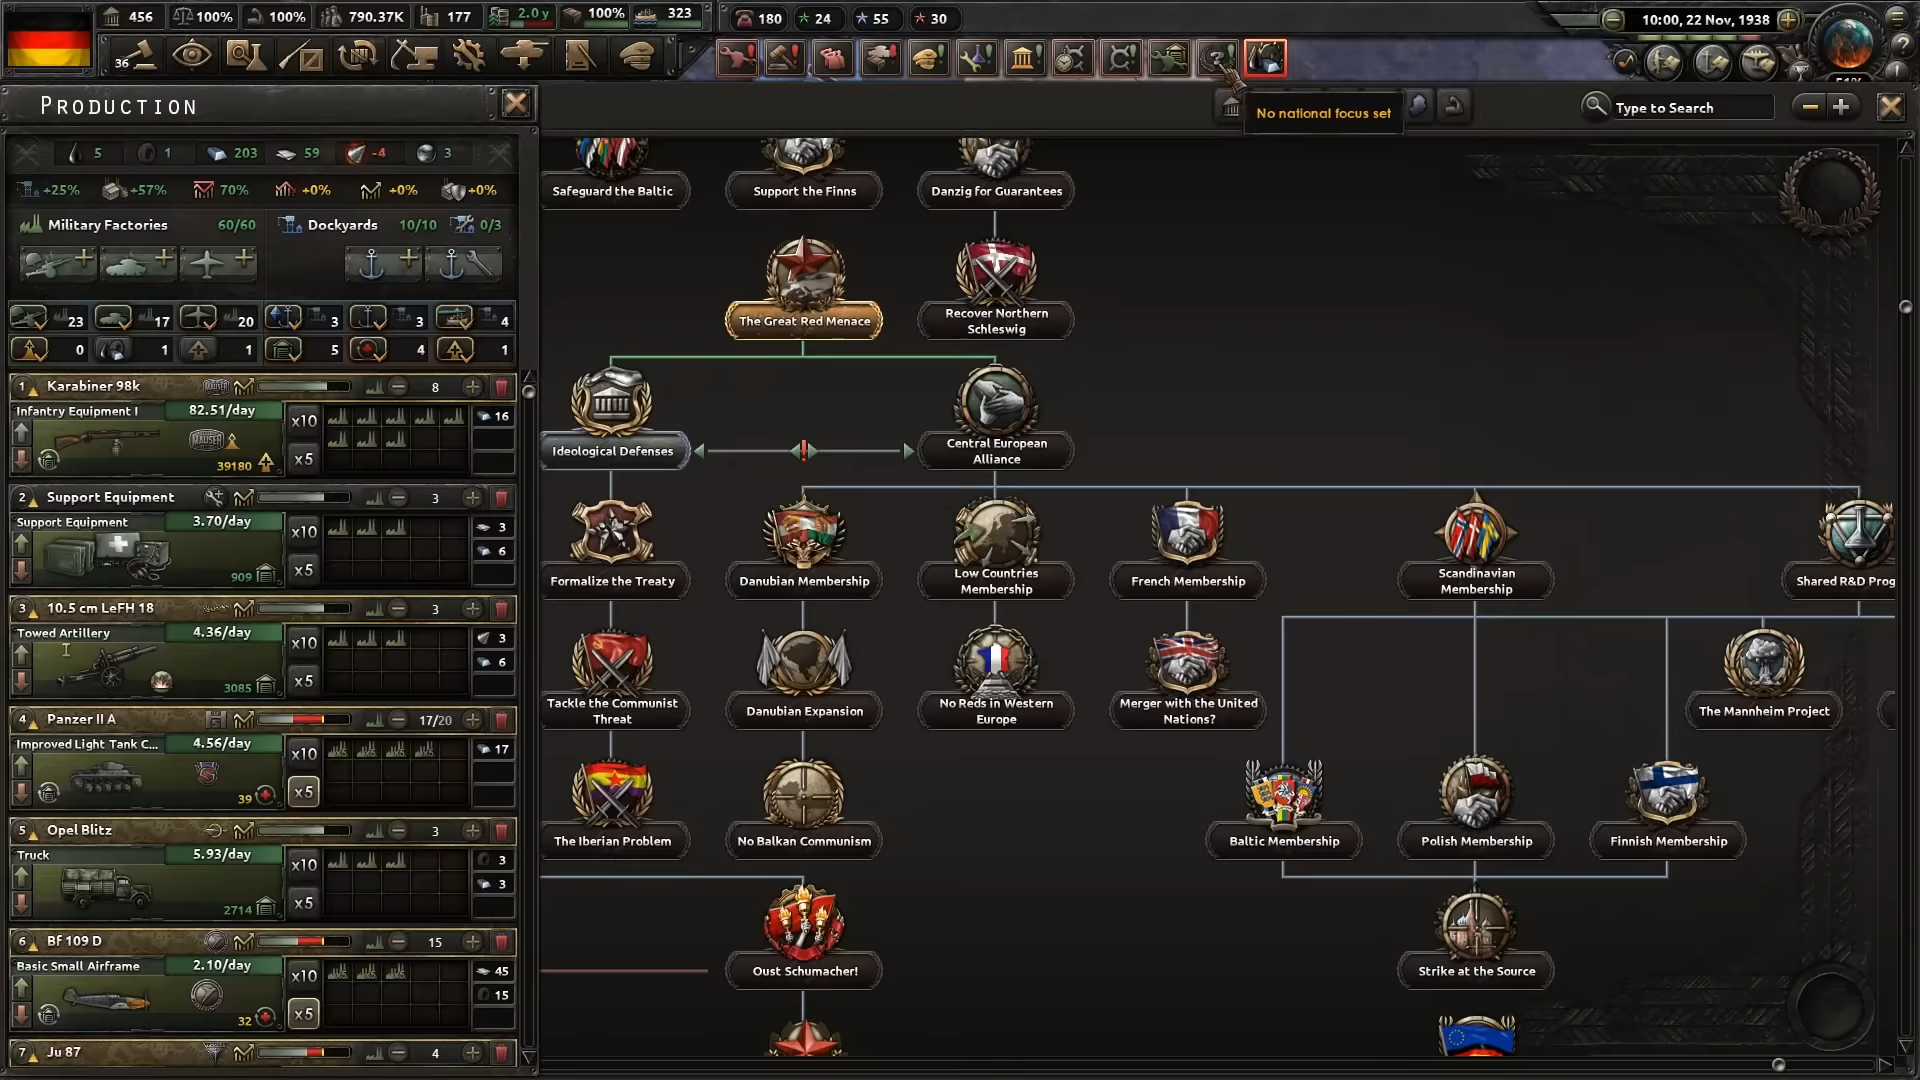 456
100%
100%
790.37K
177
2.0 y
100%
323
180
24
55
30
10:00, 22 Nov, 1938
36
51%
PRODUCTION
No national focus set
Type to Search
5
1
203
59
-4
3
+25%
+57%
70%
+0%
+0%
+0%
Military Factories
60/60
Dockyards
10/10
0/3
23
17
20
3
3
4
0
1
1
5
4
1
1
Karabiner 98k
8
Infantry Equipment I
82.51/day
x10
16
39180
x5
2
Support Equipment
3
Support Equipment
3.70/day
x10
3
6
909
x5
3
10.5 cm LeFH 18
3
Towed Artillery
4.36/day
x10
3
6
3085
x5
4
Panzer II A
17/20
Improved Light Tank C...
4.56/day
x10
17
39
x5
5
Opel Blitz
3
Truck
5.93/day
x10
3
3
2714
x5
6
Bf 109 D
15
Basic Small Airframe
2.10/day
x10
45
15
32
x5
7
Ju 87
4
Safeguard the Baltic
Support the Finns
Danzig for Guarantees
The Great Red Menace
Recover Northern
Schleswig
Ideological Defenses
Central European
Alliance
Formalize the Treaty
Danubian Membership
Low Countries
Membership
French Membership
Scandinavian
Membership
Shared R&D Prog
Tackle the Communist
Threat
Danubian Expansion
No Reds in Western
Europe
Merger with the United
Nations?
The Mannheim Project
The Iberian Problem
No Balkan Communism
Baltic Membership
Polish Membership
Finnish Membership
Oust Schumacher!
Strike at the Source